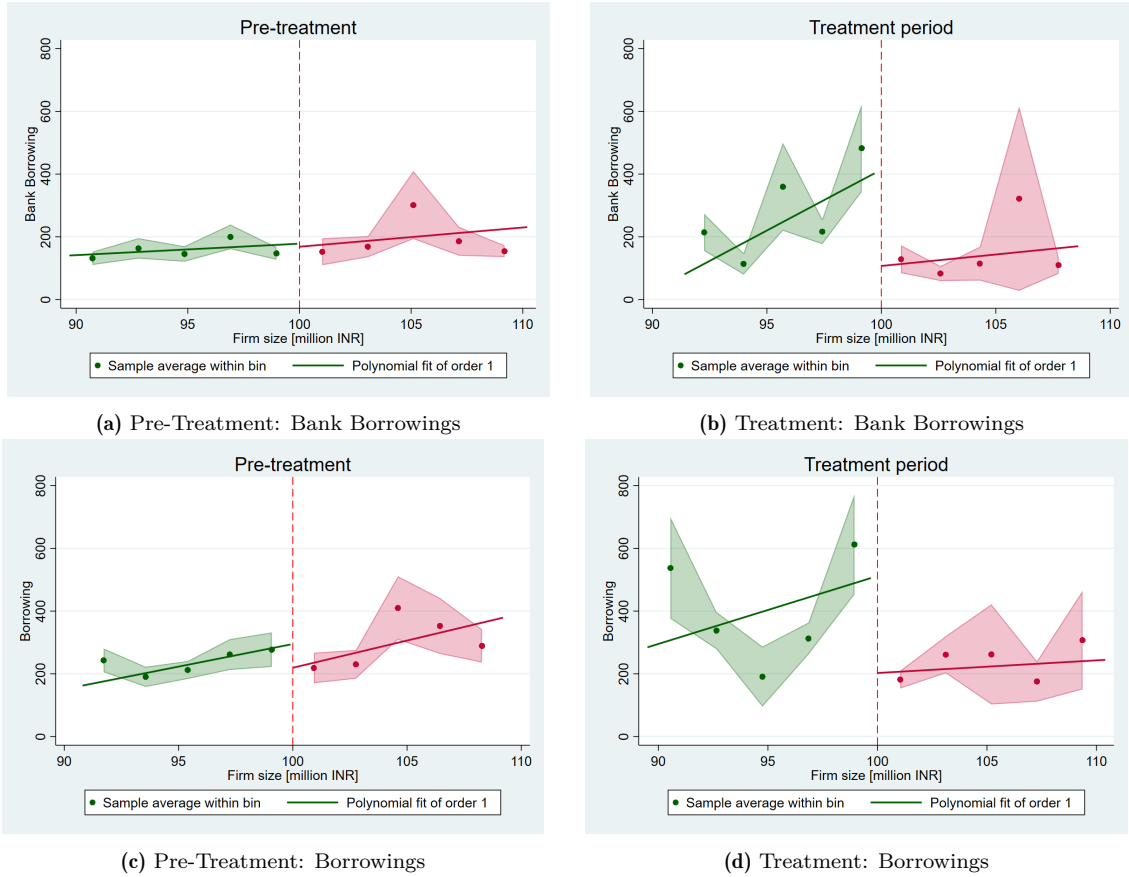 Pre-treatment
Bank Borrowing
800
600
400
200
0
90 95 100 105 110
Firm size [million INR]
Sample average within bin Polynomial fit of order 1
(a) Pre-Treatment: Bank Borrowings
Treatment period
Bank Borrowing
800
600
400
200
0
90 95 100 105 110
Firm size [million INR]
Sample average within bin Polynomial fit of order 1
(b) Treatment: Bank Borrowings
Pre-treatment
Borrowing
800
600
400
200
0
90 95 100 105 110
Firm size [million INR]
Sample average within bin Polynomial fit of order 1
(c) Pre-Treatment: Borrowings
Treatment period
Borrowing
800
600
400
200
0
90 95 100 105 110
Firm size [million INR]
Sample average within bin Polynomial fit of order 1
(d) Treatment: Borrowings